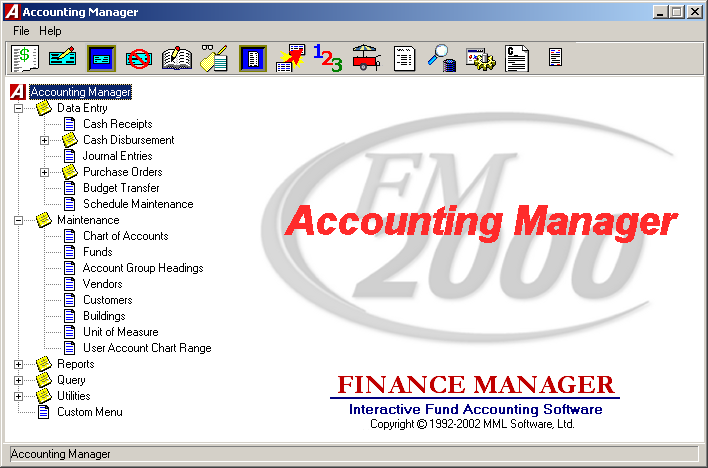 Accounting Manager
File Help
$ 1 2 3 C
Accounting Manager
Data Entry
Cash Receipts
Cash Disbursement
Journal Entries
Purchase Orders
Budget Transfer
Schedule Maintenance
Maintenance
Chart of Accounts
Funds
Account Group Headings
Vendors
Customers
Buildings
Unit of Measure
User Account Chart Range
Reports
Query
Utilities
Custom Menu
FM
Accounting Manager
2000
FINANCE MANAGER
Interactive Fund Accounting Software
Copyright © 1992-2002 MML Software, Ltd.
Accounting Manager